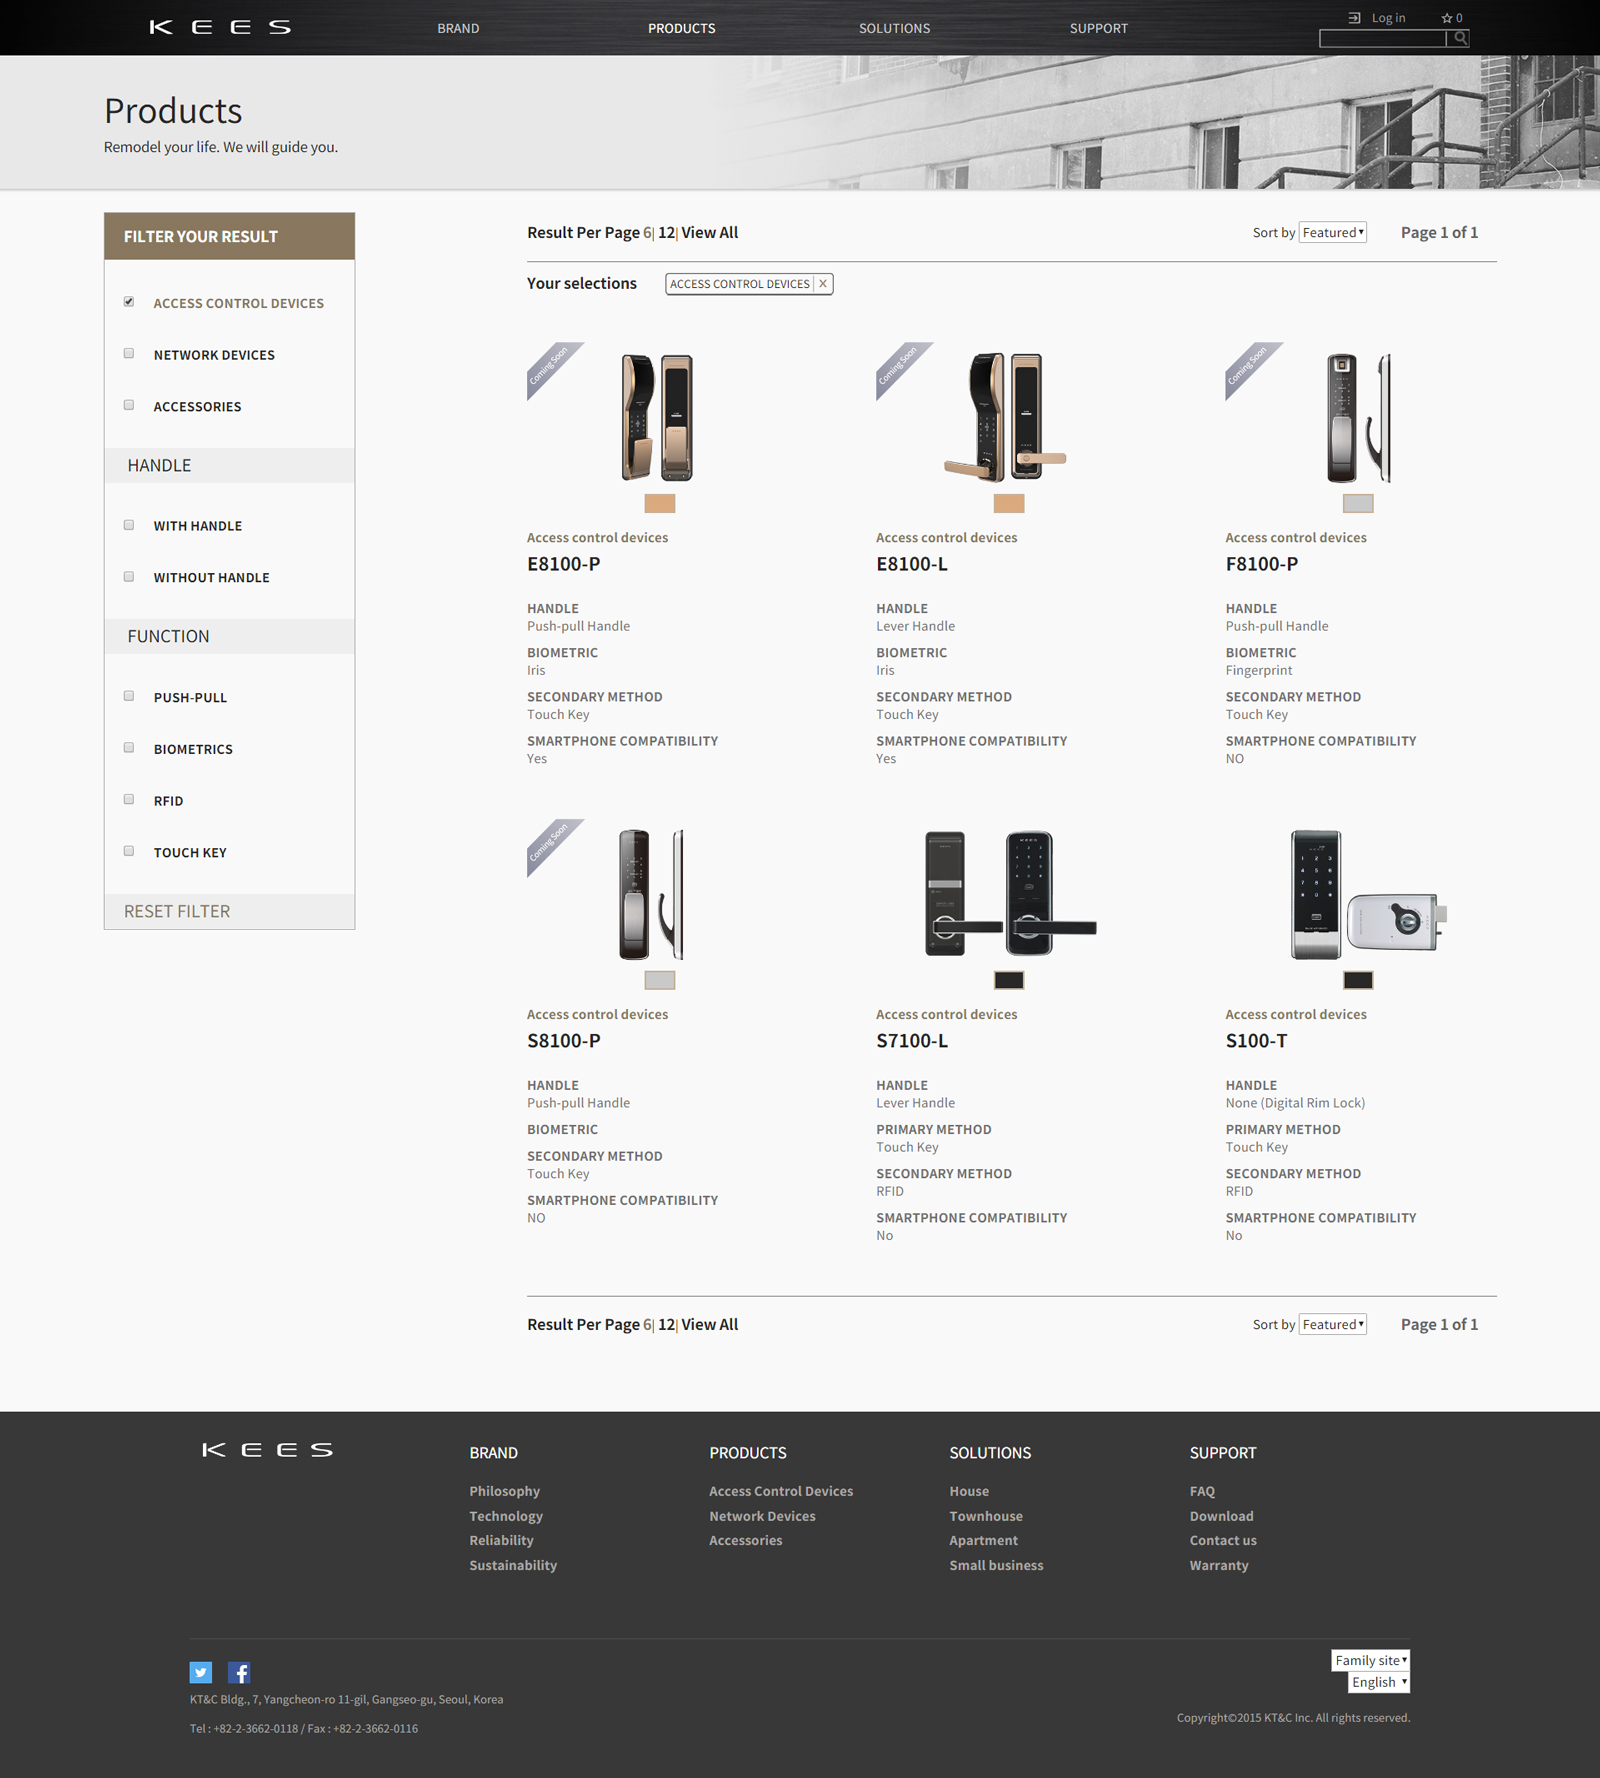 KEES
BRAND
PRODUCTS
SOLUTIONS
SUPPORT
Log in
0
Products
Remodel your life. We will guide you.
FILTER YOUR RESULT
ACCESS CONTROL DEVICES
NETWORK DEVICES
ACCESSORIES
HANDLE
WITH HANDLE
WITHOUT HANDLE
FUNCTION
PUSH-PULL
BIOMETRICS
RFID
TOUCH KEY
RESET FILTER
Result Per Page 6| 12| View All
Sort by Featured
Page 1 of 1
Your selections
ACCESS CONTROL DEVICES
Coming Soon
Access control devices
E8100-P
HANDLE
Push-pull Handle
BIOMETRIC
Iris
SECONDARY METHOD
Touch Key
SMARTPHONE COMPATIBILITY
Yes
Coming Soon
Access control devices
E8100-L
HANDLE
Lever Handle
BIOMETRIC
Iris
SECONDARY METHOD
Touch Key
SMARTPHONE COMPATIBILITY
Yes
Coming Soon
Access control devices
F8100-P
HANDLE
Push-pull Handle
BIOMETRIC
Fingerprint
SECONDARY METHOD
Touch Key
SMARTPHONE COMPATIBILITY
NO
Coming Soon
Access control devices
S8100-P
HANDLE
Push-pull Handle
BIOMETRIC
SECONDARY METHOD
Touch Key
SMARTPHONE COMPATIBILITY
NO
Access control devices
S7100-L
HANDLE
Lever Handle
PRIMARY METHOD
Touch Key
SECONDARY METHOD
RFID
SMARTPHONE COMPATIBILITY
No
Access control devices
S100-T
HANDLE
None (Digital Rim Lock)
PRIMARY METHOD
Touch Key
SECONDARY METHOD
RFID
SMARTPHONE COMPATIBILITY
No
Result Per Page 6| 12| View All
Sort by Featured
Page 1 of 1
KEES
BRAND
Philosophy
Technology
Reliability
Sustainability
PRODUCTS
Access Control Devices
Network Devices
Accessories
SOLUTIONS
House
Townhouse
Apartment
Small business
SUPPORT
FAQ
Download
Contact us
Warranty
Family site
English
KT&C Bldg., 7, Yangcheon-ro 11-gil, Gangseo-gu, Seoul, Korea
Tel : +82-2-3662-0118 / Fax : +82-2-3662-0116
Copyright©2015 KT&C Inc. All rights reserved.